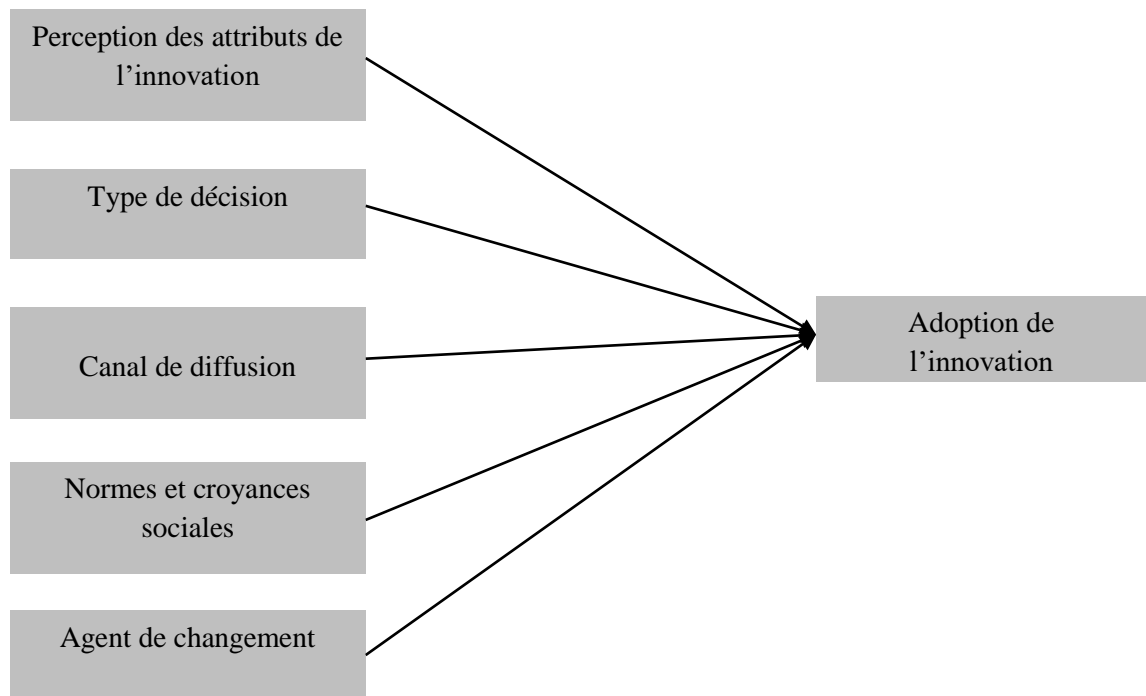 Perception des attributs de
l’innovation
Type de décision
Canal de diffusion
Normes et croyances
sociales
Agent de changement
Adoption de
l’innovation